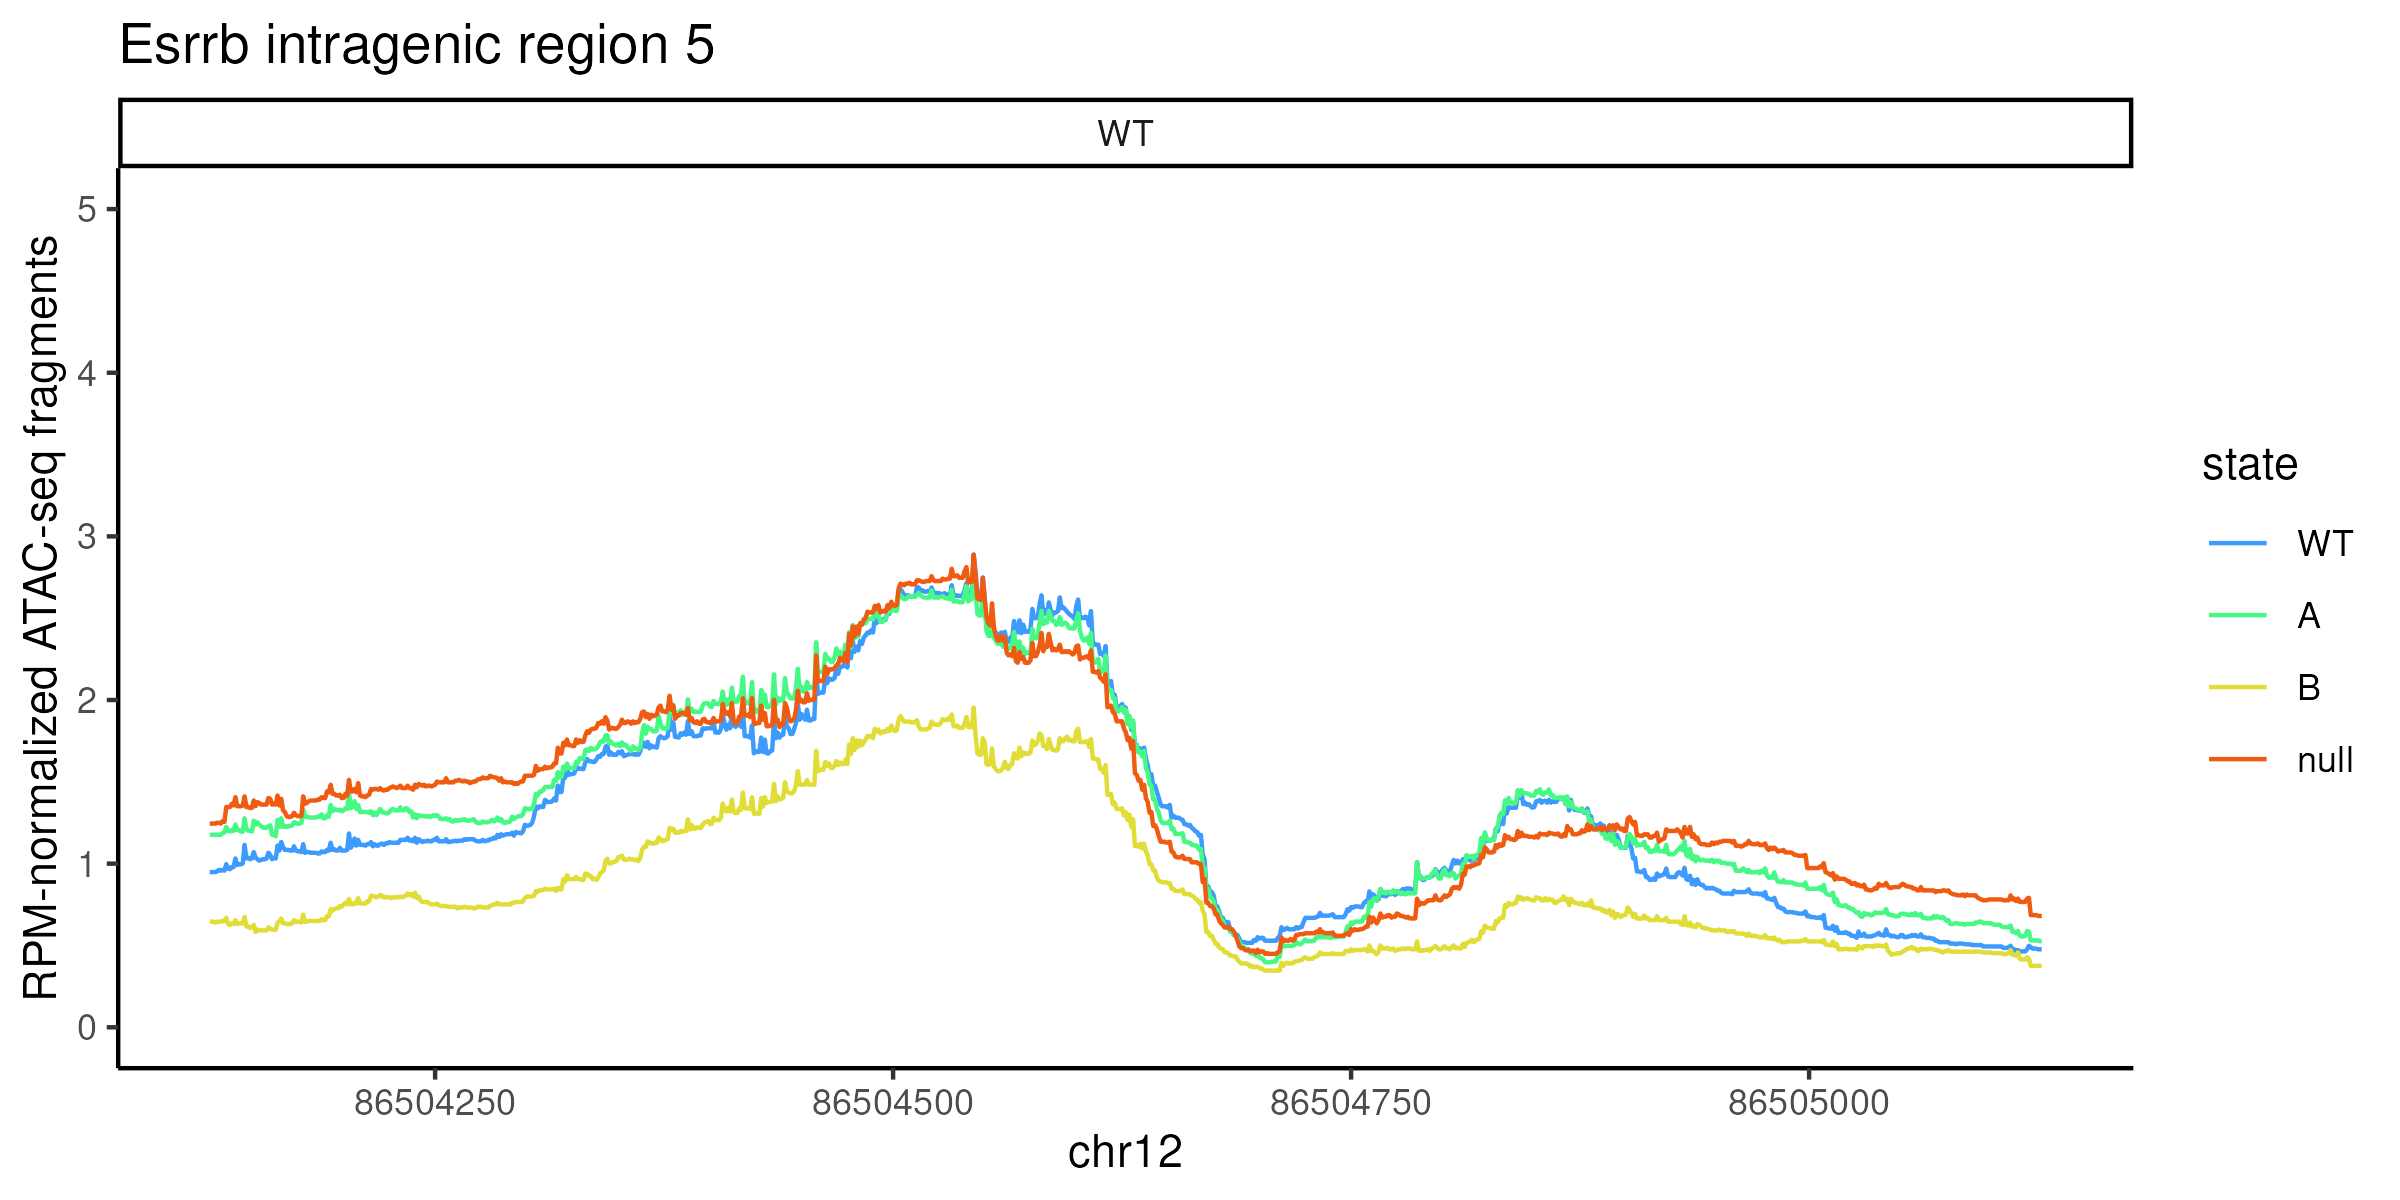 Esrrb intragenic region 5
WT
RPM-normalized ATAC-seq fragments
5
4
3
2
1
0
86504250
86504500
86504750
86505000
chr12
state
WT
A
B
null